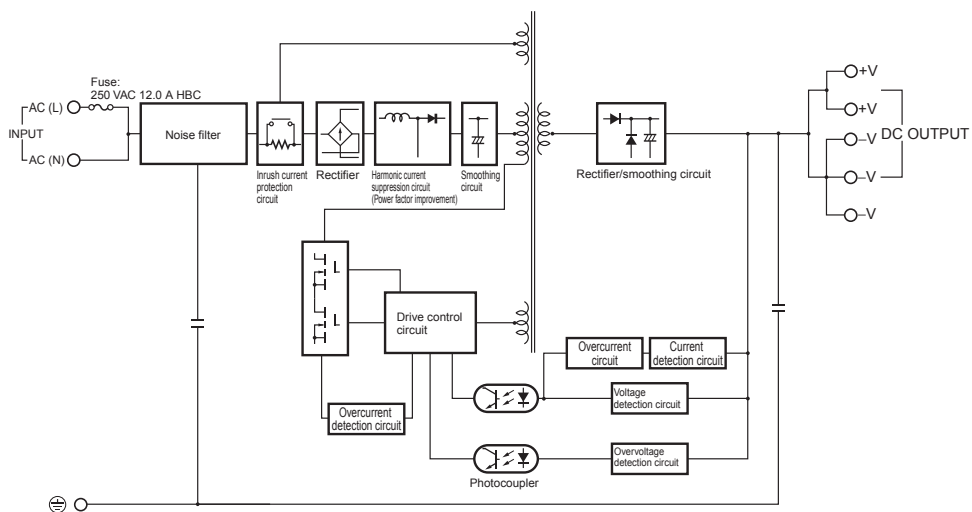 Fuse:
250 VAC 12.0 A HBC
AC (L)
INPUT
AC (N)
Noise filter
Inrush current
protection
circuit
Rectifier
Harmonic current
suppression circuit
(Power factor improvement)
Smoothing
circuit
Rectifier/smoothing circuit
+V
+V
–V
DC OUTPUT
–V
–V
Drive control
circuit
Overcurrent
detection circuit
Overcurrent
circuit
Current
detection circuit
Voltage
detection circuit
Overvoltage
detection circuit
Photocoupler